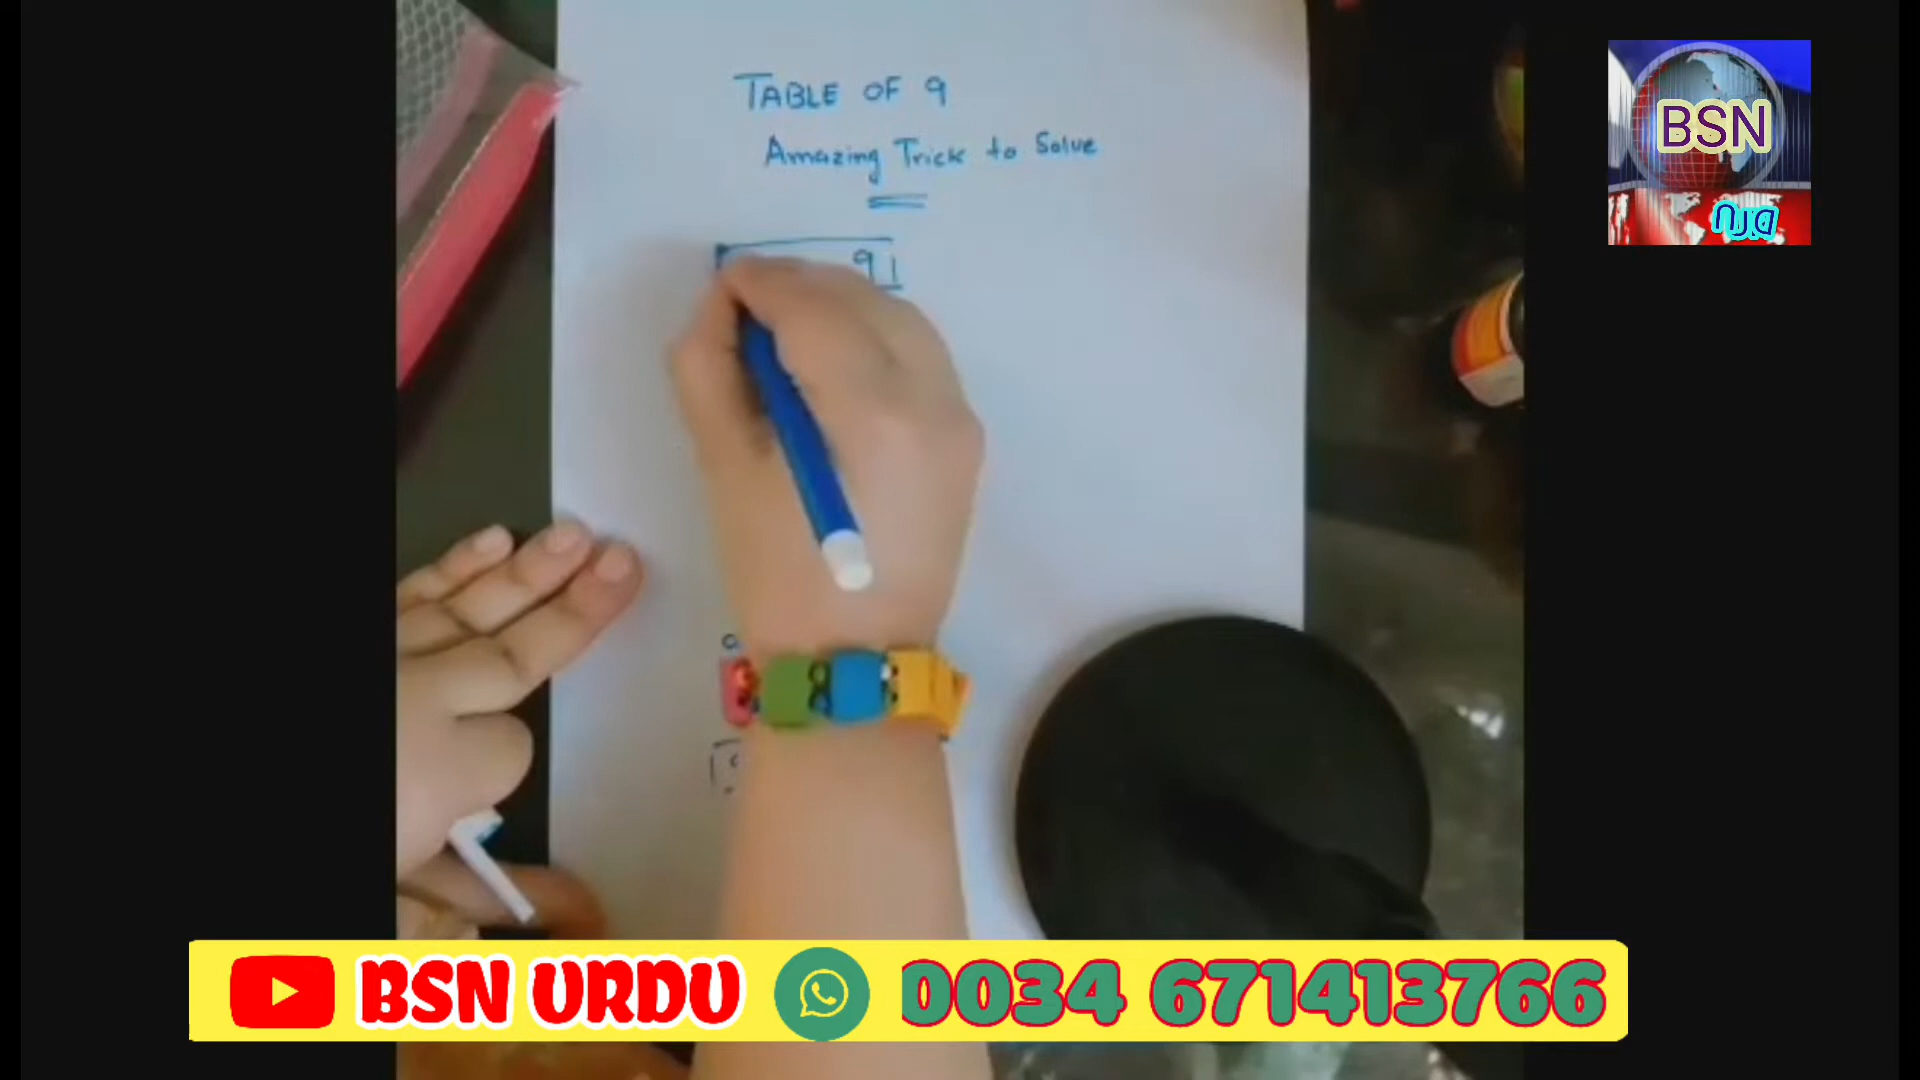 TABLE OF 9
Amazing Trick to Solve
9
BSN
BSN URDU 0034 671413766